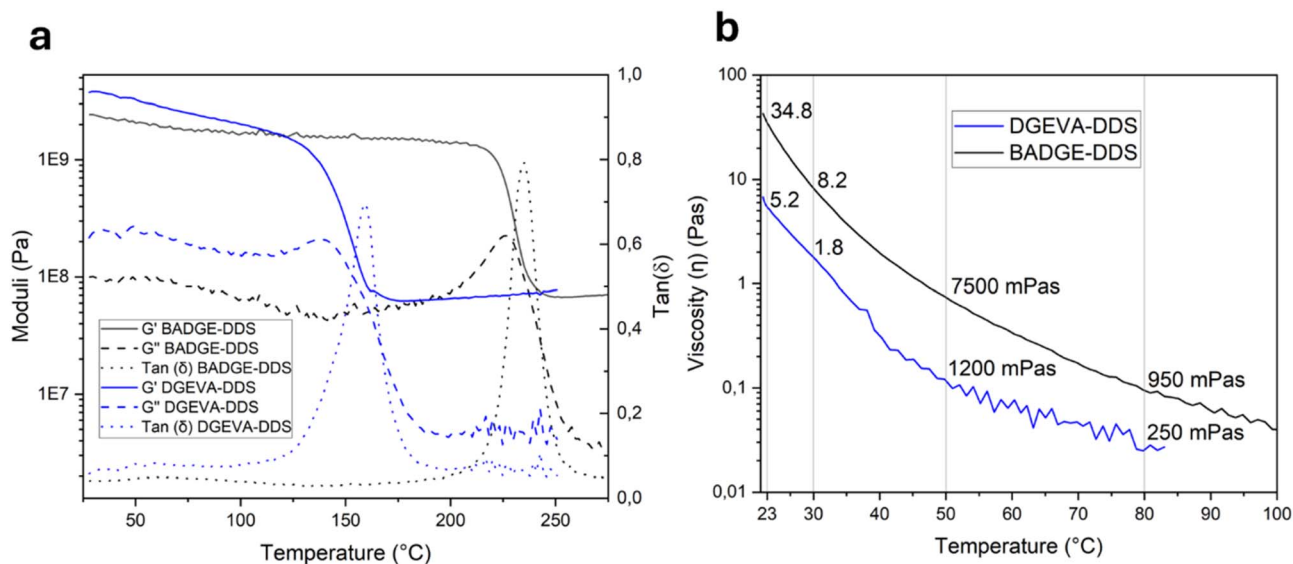 a
1,0
0,8
0,6
0,4
0,2
0,0
1E9
1E8
1E7
Moduli (Pa)
Tan(δ)
G' BADGE-DDS
G" BADGE-DDS
Tan (δ) BADGE-DDS
G' DGEVA-DDS
G" DGEVA-DDS
Tan (δ) DGEVA-DDS
50 100 150 200 250
Temperature (°C)
b
100
10
1
0,1
0,01
Viscosity (η) (Pas)
DGEVA-DDS
BADGE-DDS
34.8
8.2
5.2
1.8
7500 mPas
1200 mPas
950 mPas
250 mPas
23 30 40 50 60 70 80 90 100
Temperature (°C)